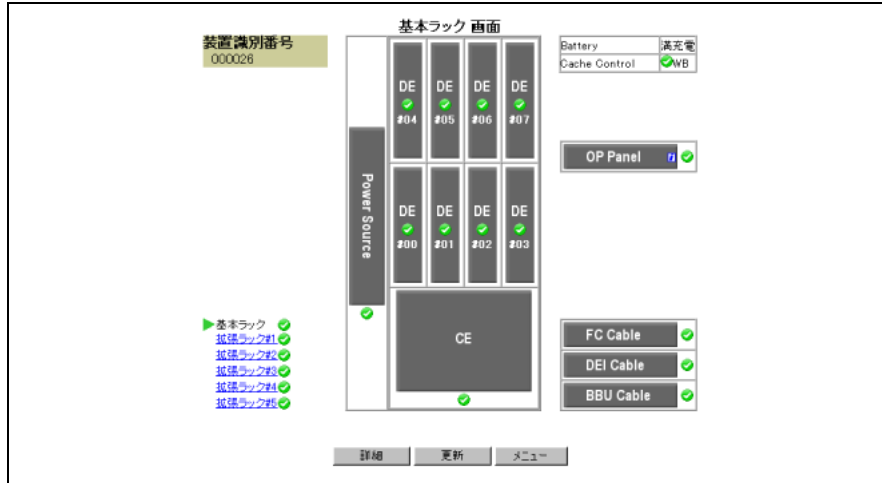 基本ラック 画面
装置識別番号
000026
Battery 満充電
Cache Control WB
DE DE DE DE
#04 #05 #06 #07
OP Panel
Power Source
DE DE DE DE
#00 #01 #02 #03
CE
基本ラック
拡張ラック#1
拡張ラック#2
拡張ラック#3
拡張ラック#4
拡張ラック#5
FC Cable
DEI Cable
BBU Cable
詳細 更新 メニュー